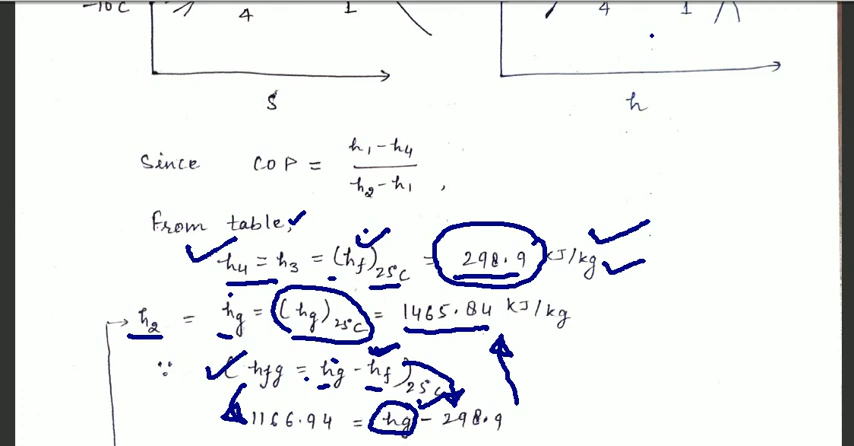 -10C
4 1
4 1
S
h
Since COP = h₁-h₄ / h₂-h₁ ,
From table,
h₄ = h₃ = (hf)₂₅°C = 298.9 kJ/kg
h₂ = hg = (hg)₂₅°C = 1465.84 kJ/kg
∵ (hfg = hg - hf)₂₅°C
1166.94 = hg - 298.9